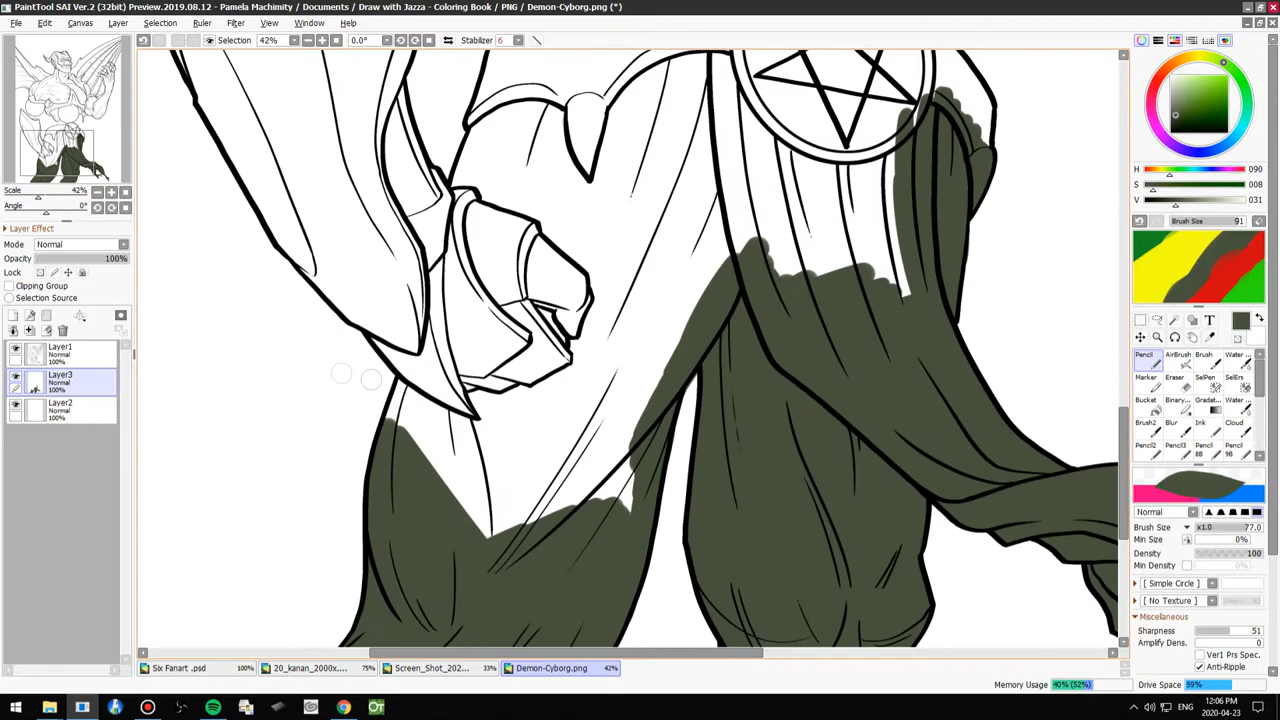 PaintTool SAI Ver.2 (32bit) Preview.2019.08.12 - Pamela Machimity / Documents / Draw with Jazza - Coloring Book / PNG / Demon-Cyborg.png (*)
File Edit Canvas Layer Selection Ruler Filter View Window Help
Selection 42% 0.0° Stabilizer 6
Scale 42%
Angle 0°
Layer Effect
Mode Normal
Opacity 100%
Lock
Clipping Group
Selection Source
Layer1
Normal
100%
Layer3
Normal
100%
Layer2
Normal
100%
H 090
S 008
V 031
Brush Size 91
T
Pencil AirBrush Brush Water
Marker Eraser SelPen SelErs
Bucket Binary Gradat Water
Brush2 Blur Ink Cloud
Pencil2 Pencil3 Pencil Pencil
Normal
Brush Size x1.0 77.0
Min Size 0%
Density 100
Min Density 0%
[ Simple Circle ]
[ No Texture ]
Miscellaneous
Sharpness 51
Amplify Dens. 0
Ver1 Prs Spec.
Anti-Ripple
Six Fanart .psd 100% 20_kanan_2000x... 75% Screen_Shot_202... 33% Demon-Cyborg.png 42%
Memory Usage 40% (52%) Drive Space 59%
ENG 12:06 PM
2020-04-23